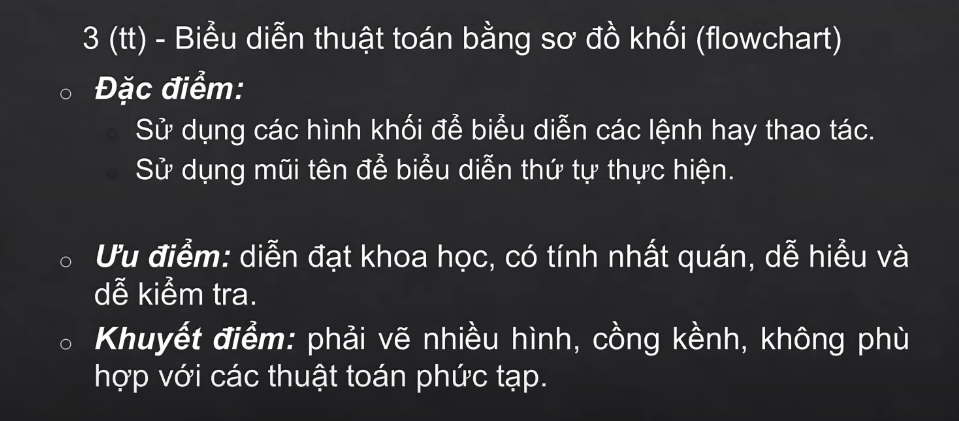 3 (tt) - Biểu diễn thuật toán bằng sơ đồ khối (flowchart)
Đặc điểm:
Sử dụng các hình khối để biểu diễn các lệnh hay thao tác.
Sử dụng mũi tên để biểu diễn thứ tự thực hiện.
Ưu điểm: diễn đạt khoa học, có tính nhất quán, dễ hiểu và
dễ kiểm tra.
Khuyết điểm: phải vẽ nhiều hình, cồng kềnh, không phù
hợp với các thuật toán phức tạp.